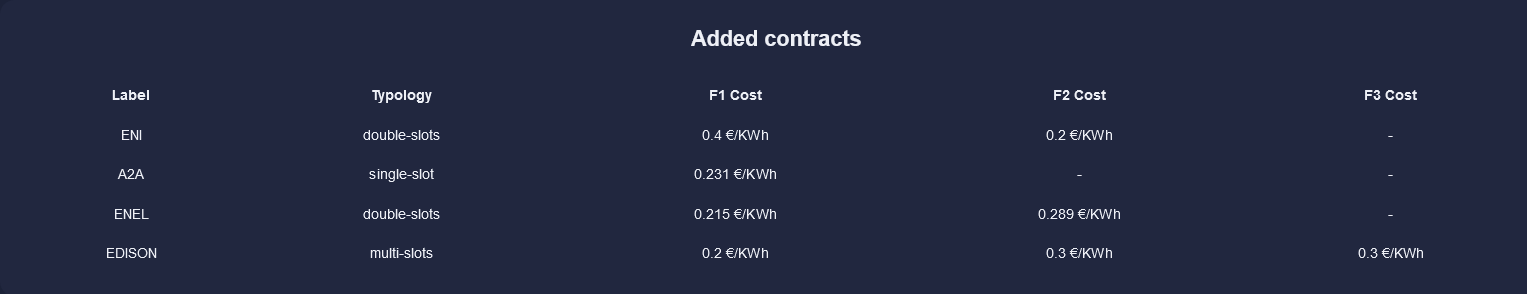 Added contracts
Label Typology F1 Cost F2 Cost F3 Cost
ENI double-slots 0.4 €/KWh 0.2 €/KWh -
A2A single-slot 0.231 €/KWh - -
ENEL double-slots 0.215 €/KWh 0.289 €/KWh -
EDISON multi-slots 0.2 €/KWh 0.3 €/KWh 0.3 €/KWh